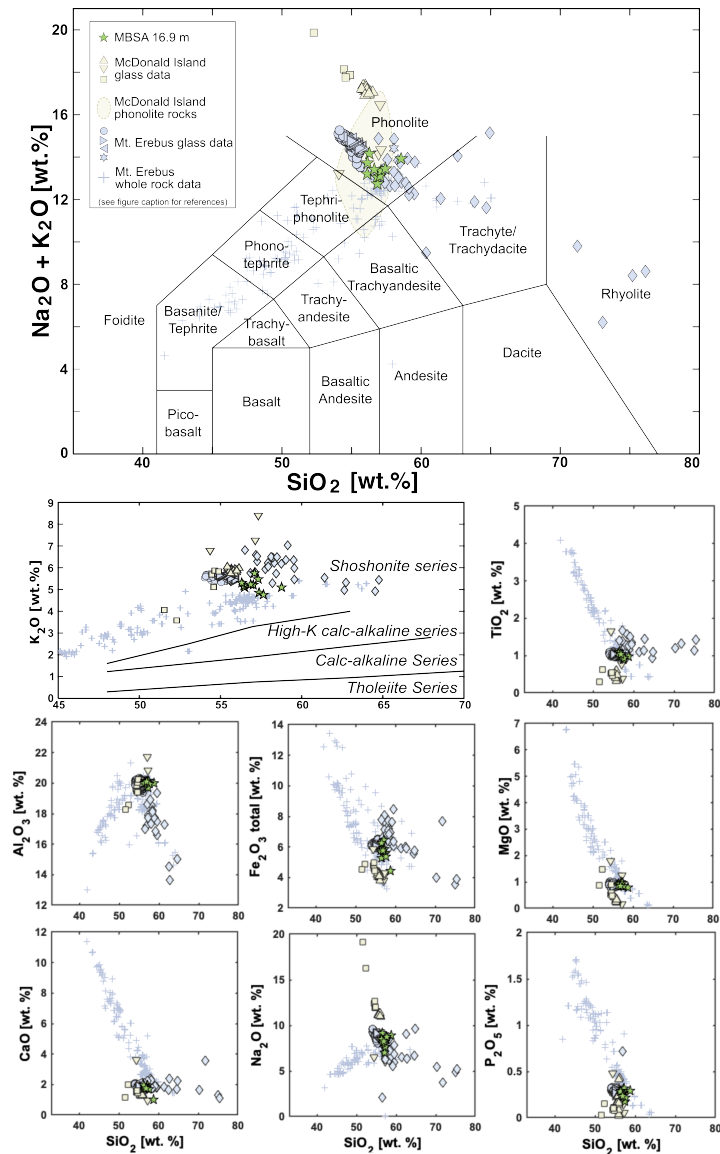 MBSA 16.9 m
McDonald Island
glass data
McDonald Island
phonolite rocks
Mt. Erebus glass data
Mt. Erebus
whole rock data
(see figure caption for references)
Na2O + K2O [wt.%]
20
16
12
8
4
0
Phonolite
Tephri-
phonolite
Phono-
tephrite
Trachyte/
Trachydacite
Basaltic
Trachyandesite
Foidite
Basanite/
Tephrite
Trachy-
andesite
Trachy-
basalt
Rhyolite
Dacite
Andesite
Basaltic
Andesite
Basalt
Pico-
basalt
40
50
60
70
80
SiO2 [wt.%]
K2O [wt.%]
9
8
7
6
5
4
3
2
1
0
Shoshonite series
High-K calc-alkaline series
Calc-alkaline Series
Tholeiite Series
45
50
55
60
65
70
TiO2 [wt. %]
5
4
3
2
1
0
40
50
60
70
80
Al2O3 [wt. %]
24
22
20
18
16
14
12
40
50
60
70
80
Fe2O3 total [wt. %]
14
12
10
8
6
4
2
40
50
60
70
80
MgO [wt. %]
7
6
5
4
3
2
1
0
40
50
60
70
80
CaO [wt. %]
12
10
8
6
4
2
0
40
50
60
70
80
SiO2 [wt. %]
Na2O [wt. %]
20
15
10
5
0
40
50
60
70
80
SiO2 [wt. %]
P2O5 [wt. %]
2
1.5
1
0.5
0
40
50
60
70
80
SiO2 [wt. %]